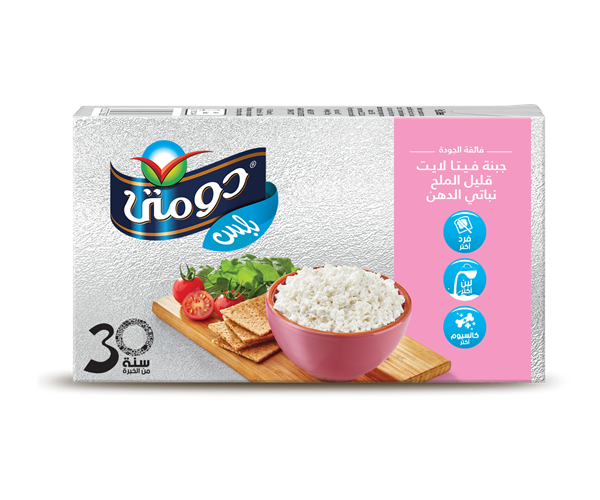 فائقة الجودة
جبنة فيتا لايت
قليل الملح
نباتي الدهن
دومتي®
بلس
فرد
أكثر
لبن
أكثر
كالسيوم
أكثر
30
سنة
من الخبرة